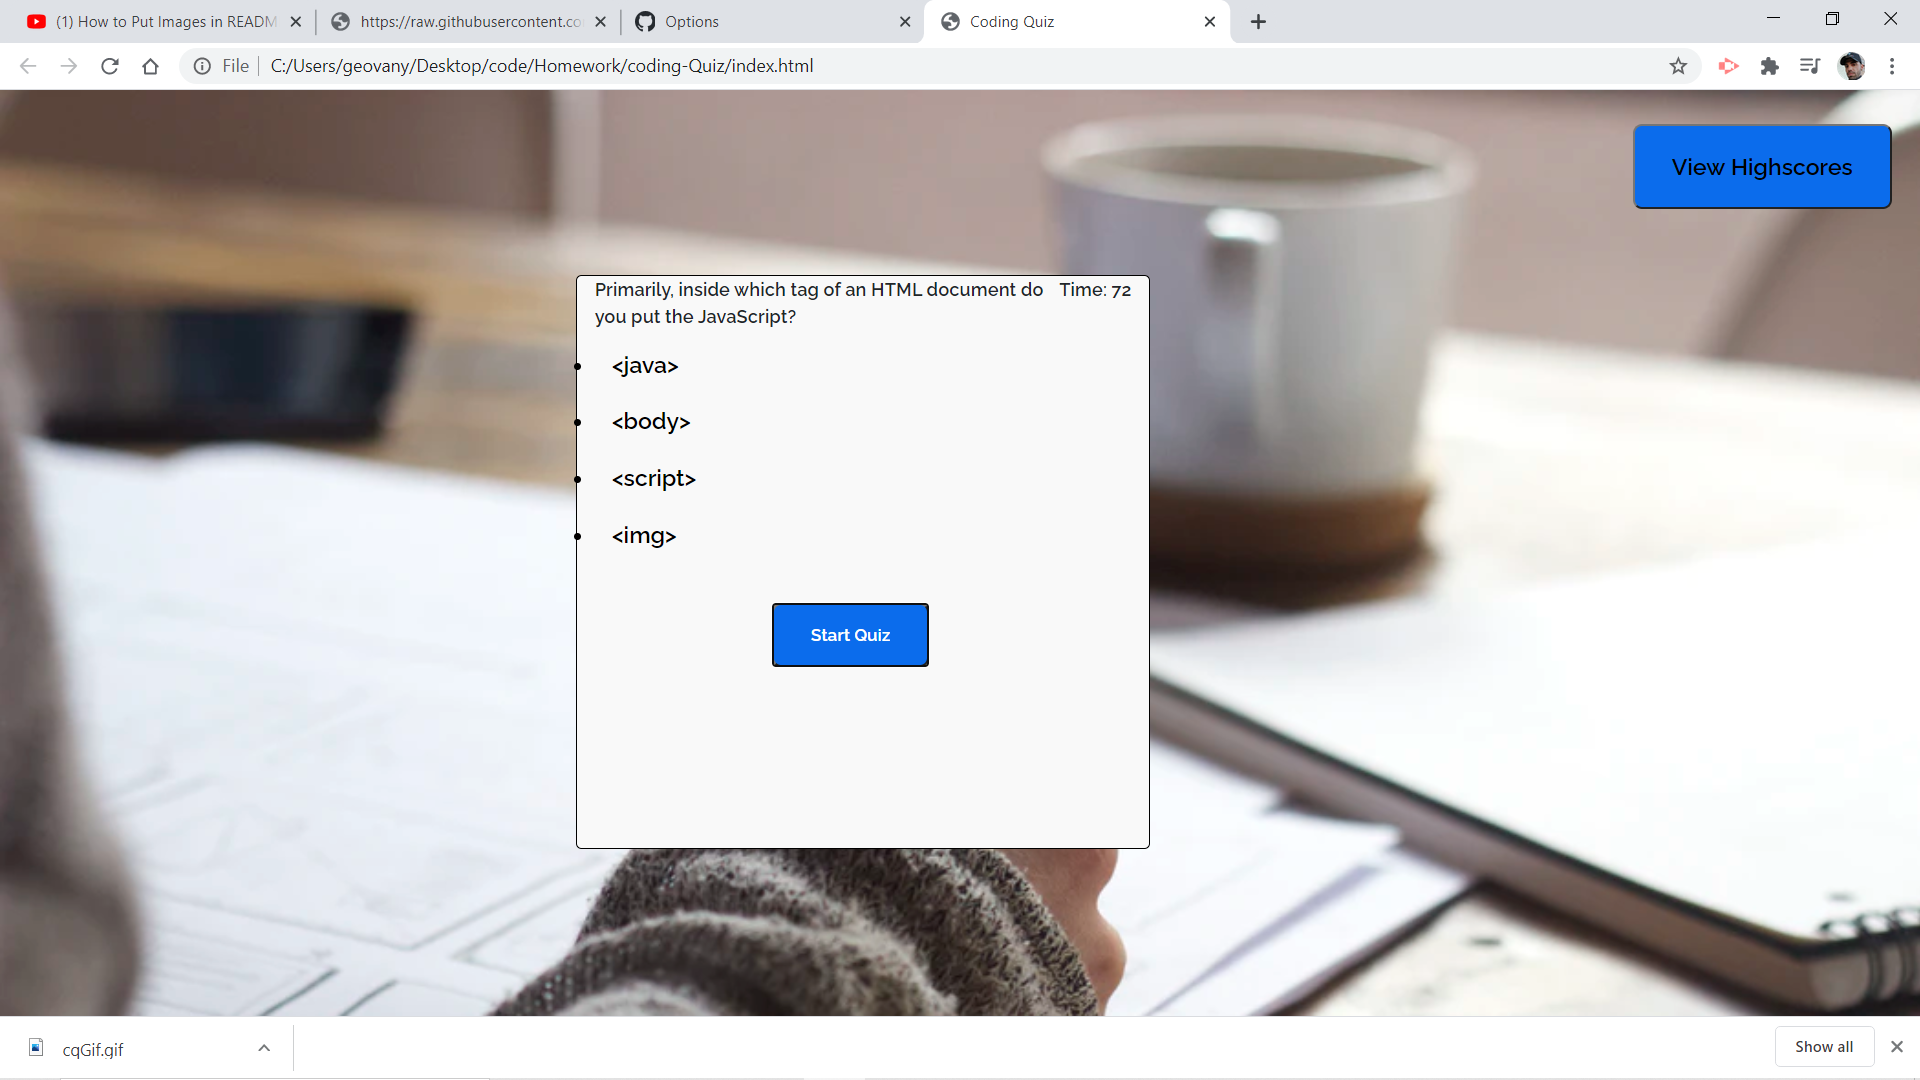 (1) How to Put Images in READM
https://raw.githubusercontent.co
Options
Coding Quiz
File
C:/Users/geovany/Desktop/code/Homework/coding-Quiz/index.html
View Highscores
Primarily, inside which tag of an HTML document do
Time: 72
you put the JavaScript?
<java>
<body>
<script>
<img>
Start Quiz
cqGif.gif
Show all